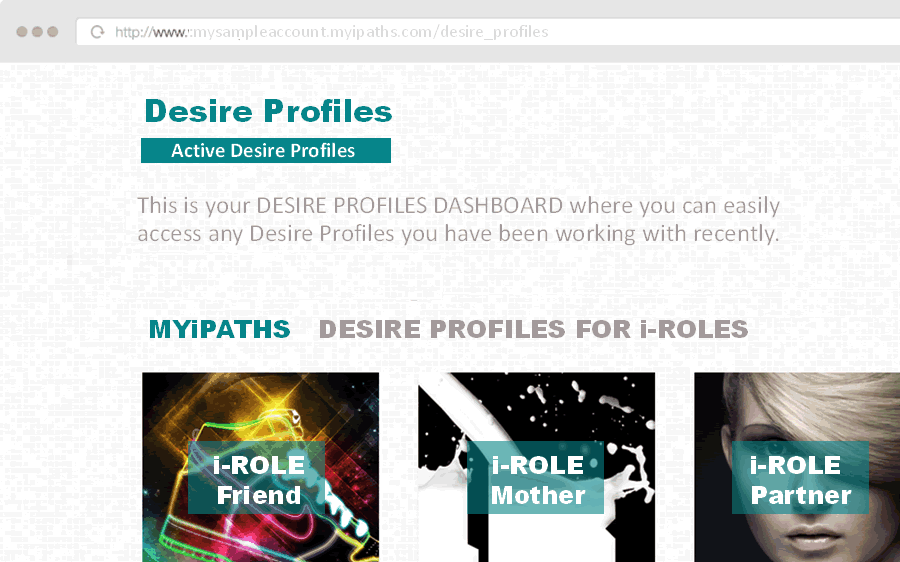 http://www.:mysampleaccount.myipaths.com/desire_profiles
Desire Profiles
Active Desire Profiles
This is your DESIRE PROFILES DASHBOARD where you can easily
access any Desire Profiles you have been working with recently.
MYiPATHS DESIRE PROFILES FOR i-ROLES
i-ROLE
Friend
i-ROLE
Mother
i-ROLE
Partner